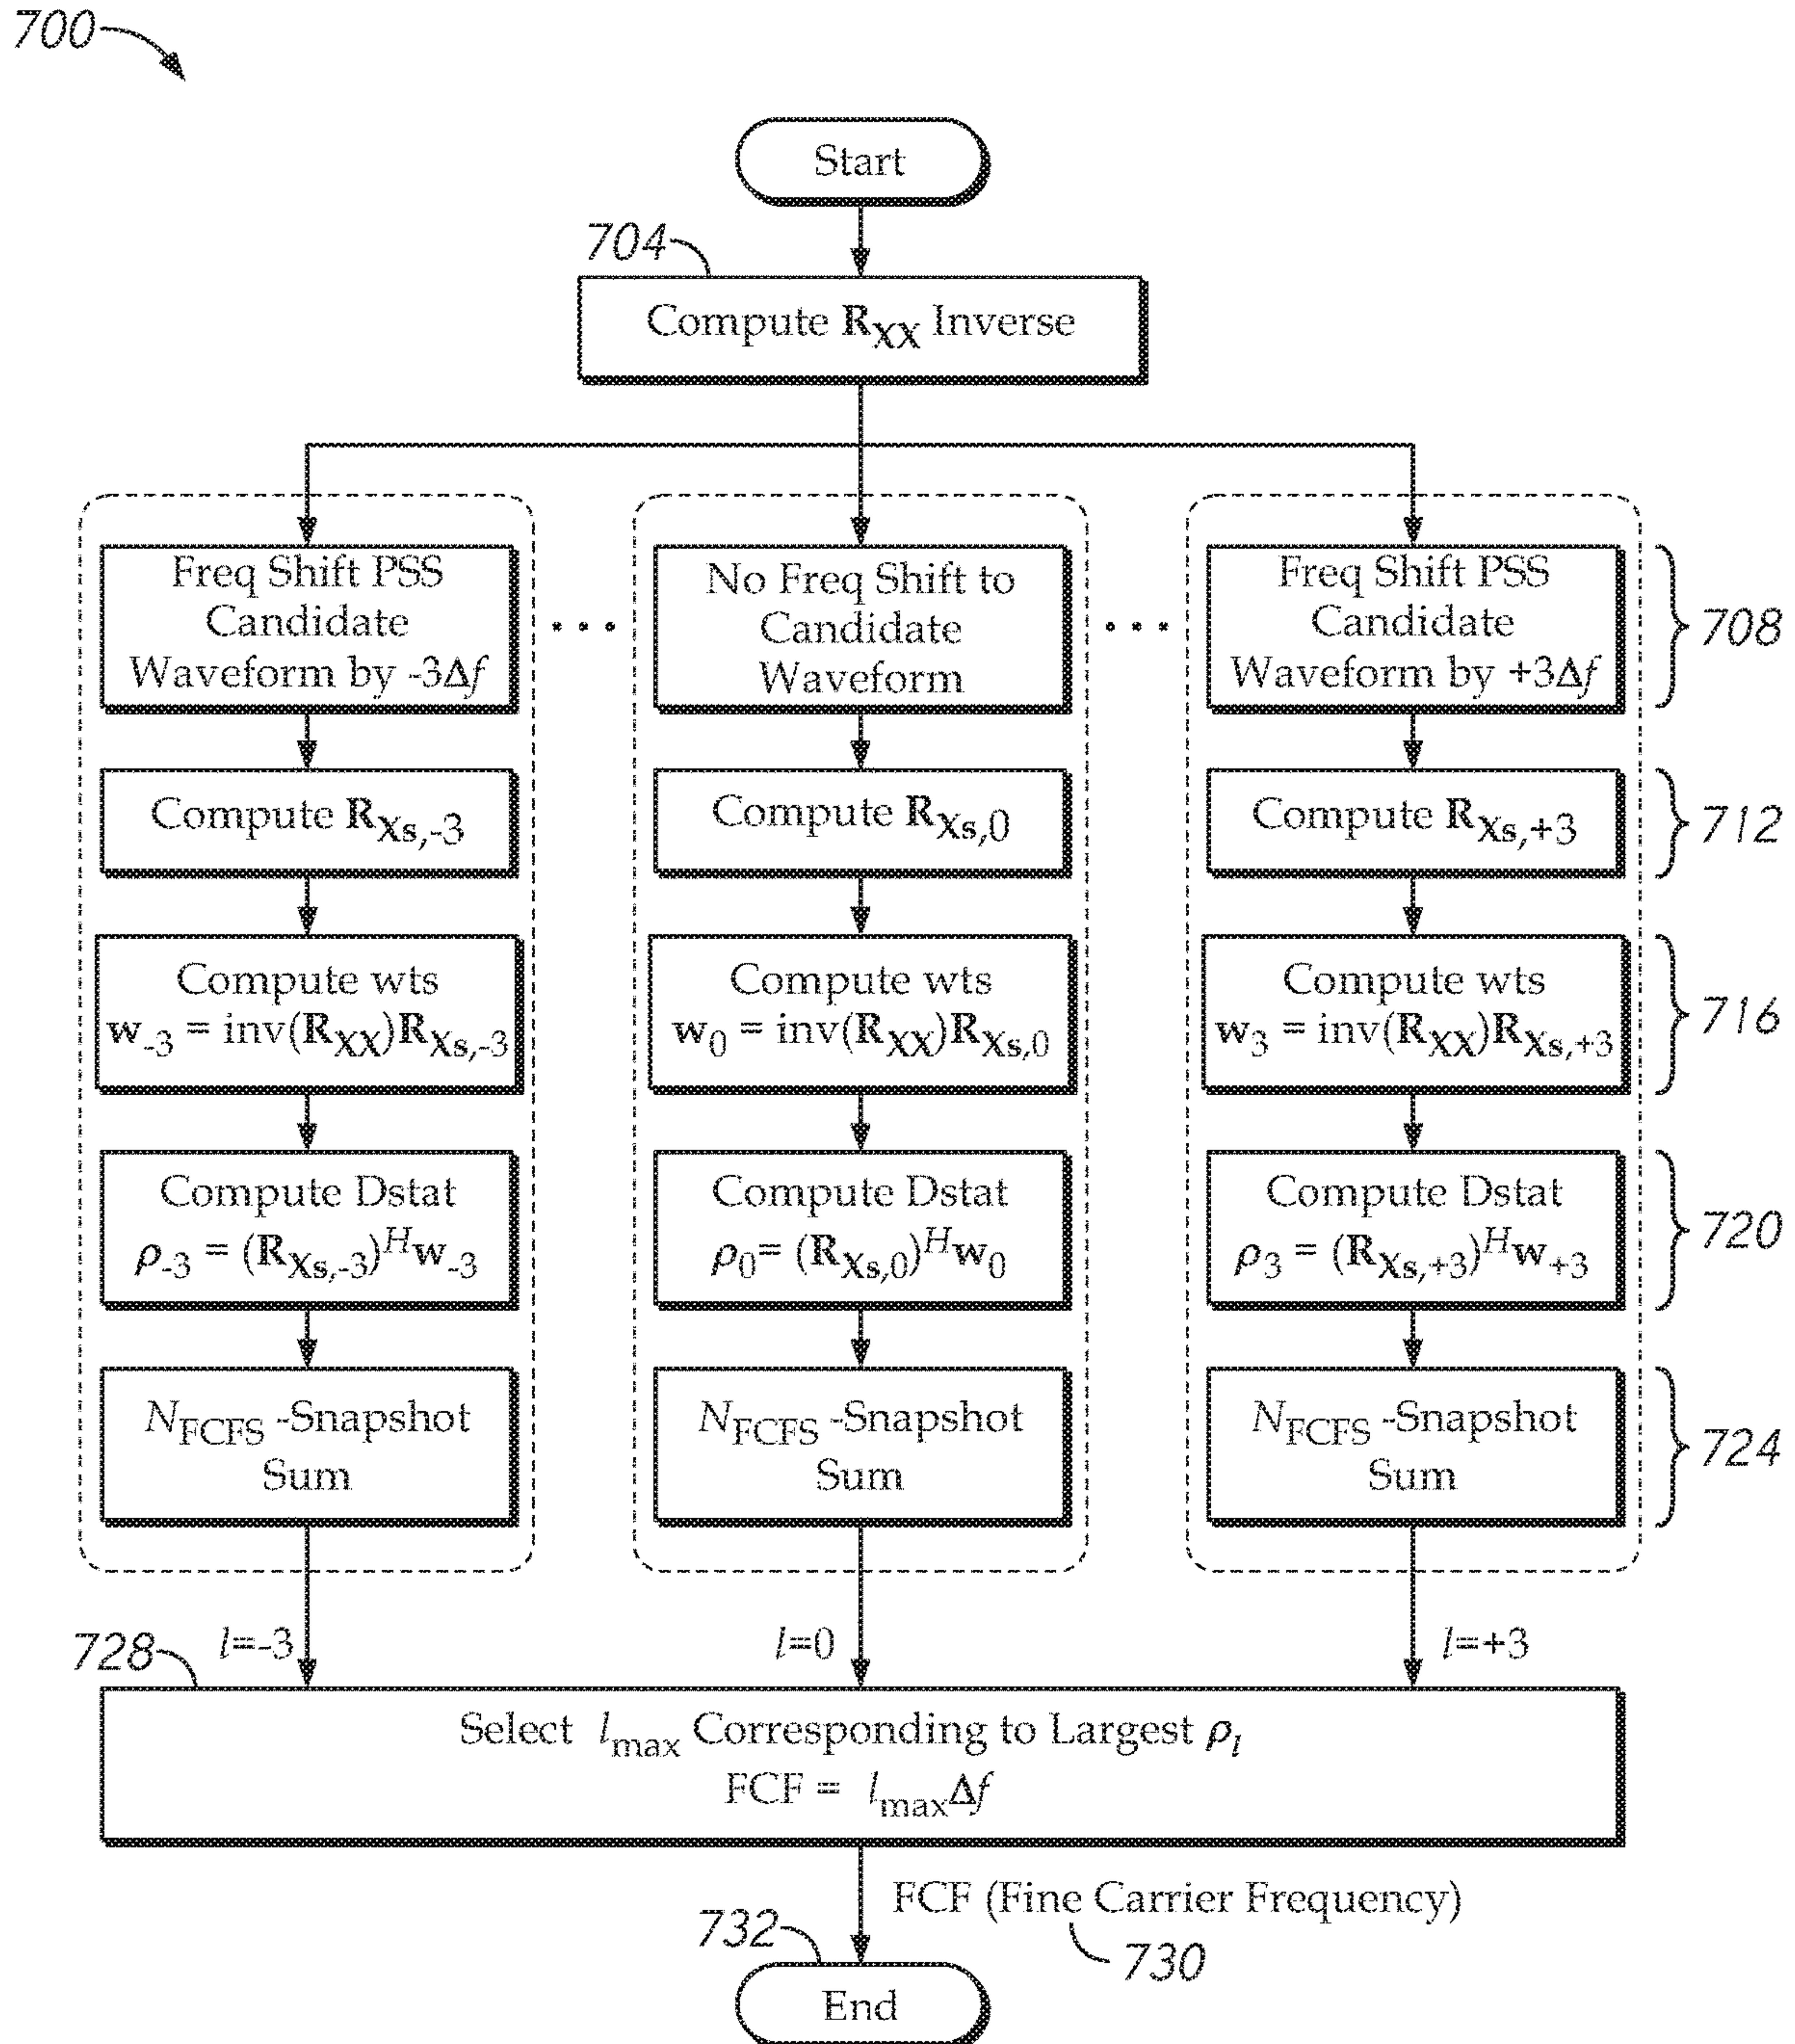 700
Start
704
Compute R_XX Inverse
Freq Shift PSS
Candidate
Waveform by -3Δf
...
No Freq Shift to
Candidate
Waveform
...
Freq Shift PSS
Candidate
Waveform by +3Δf
708
Compute R_Xs,-3
Compute R_Xs,0
Compute R_Xs,+3
712
Compute wts
w_-3 = inv(R_XX)R_Xs,-3
Compute wts
w_0 = inv(R_XX)R_Xs,0
Compute wts
w_3 = inv(R_XX)R_Xs,+3
716
Compute Dstat
ρ_-3 = (R_Xs,-3)^H w_-3
Compute Dstat
ρ_0= (R_Xs,0)^H w_0
Compute Dstat
ρ_3 = (R_Xs,+3)^H w_+3
720
N_FCFS -Snapshot
Sum
N_FCFS -Snapshot
Sum
N_FCFS -Snapshot
Sum
724
728
l=-3
l=0
l=+3
Select l_max Corresponding to Largest ρ_l
FCF = l_max Δf
FCF (Fine Carrier Frequency)
730
732
End